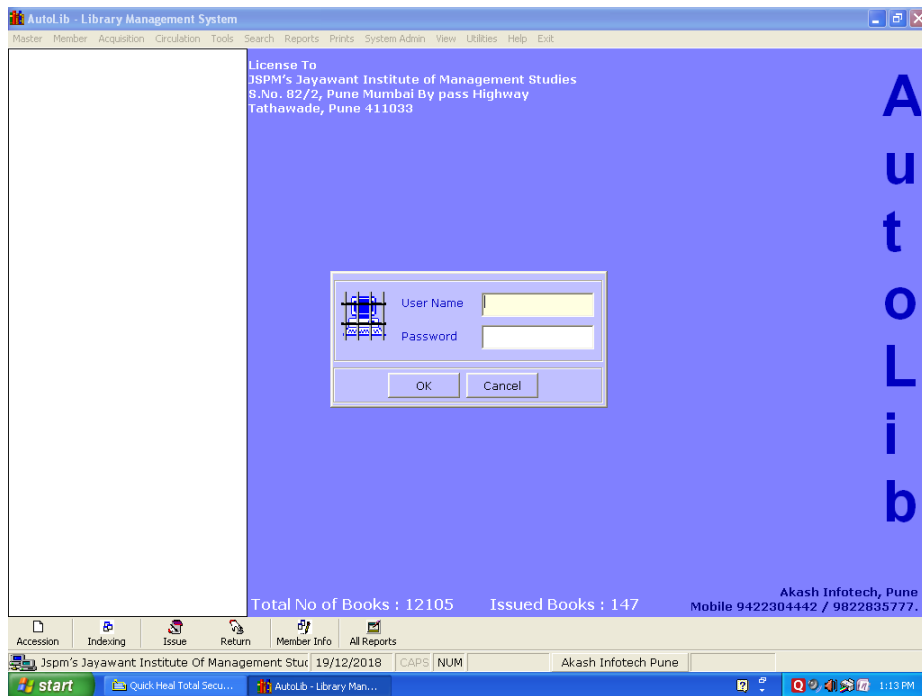 AutoLib - Library Management System
Master Member Acquisition Circulation Tools Search Reports Prints System Admin View Utilities Help Exit
License To
JSPM's Jayawant Institute of Management Studies
S.No. 82/2, Pune Mumbai By pass Highway
Tathawade, Pune 411033
AutoLib
User Name
Password
OK Cancel
Total No of Books : 12105 Issued Books : 147
Akash Infotech, Pune
Mobile 9422304442 / 9822835777.
Accession Indexing Issue Return Member Info All Reports
Jspm's Jayawant Institute Of Management Stuc 19/12/2018 CAPS NUM Akash Infotech Pune
start Quick Heal Total Secu... AutoLib - Library Man... 1:13 PM